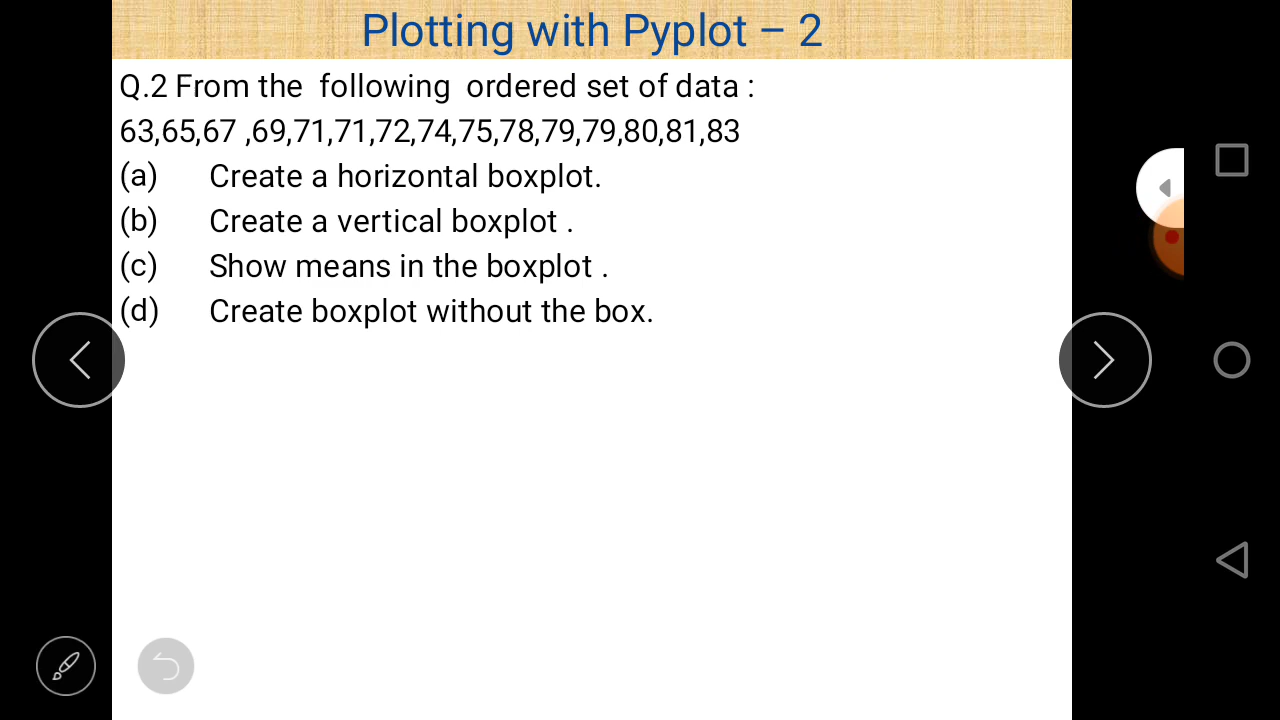 Plotting with Pyplot – 2
Q.2 From the following ordered set of data :
63,65,67 ,69,71,71,72,74,75,78,79,79,80,81,83
(a) Create a horizontal boxplot.
(b) Create a vertical boxplot .
(c) Show means in the boxplot .
(d) Create boxplot without the box.